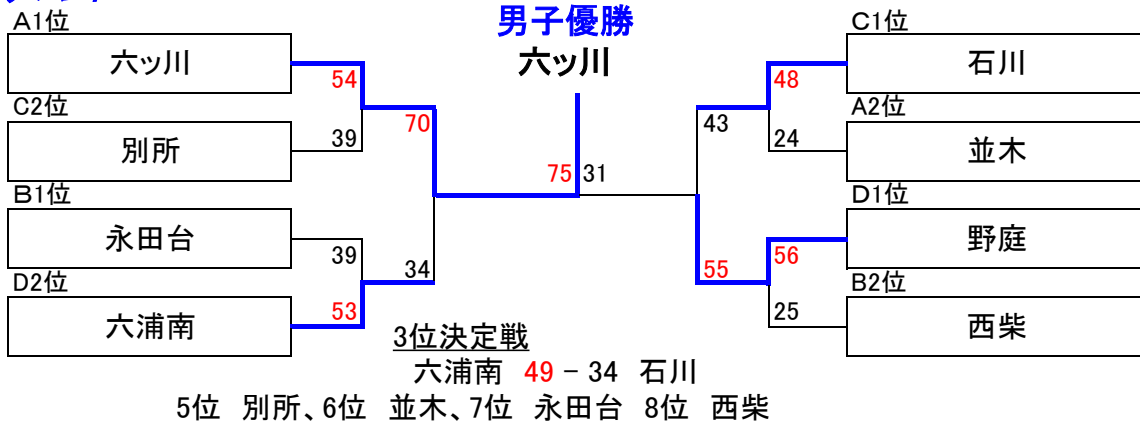 男子優勝
六ッ川
A1位
六ッ川
54
C2位
別所
39
70
B1位
永田台
39
D2位
六浦南
53
34
75 31
C1位
石川
48
A2位
並木
24
43
D1位
野庭
56
B2位
西柴
25
55
3位決定戦
六浦南 49 - 34 石川
5位 別所、6位 並木、7位 永田台 8位 西柴